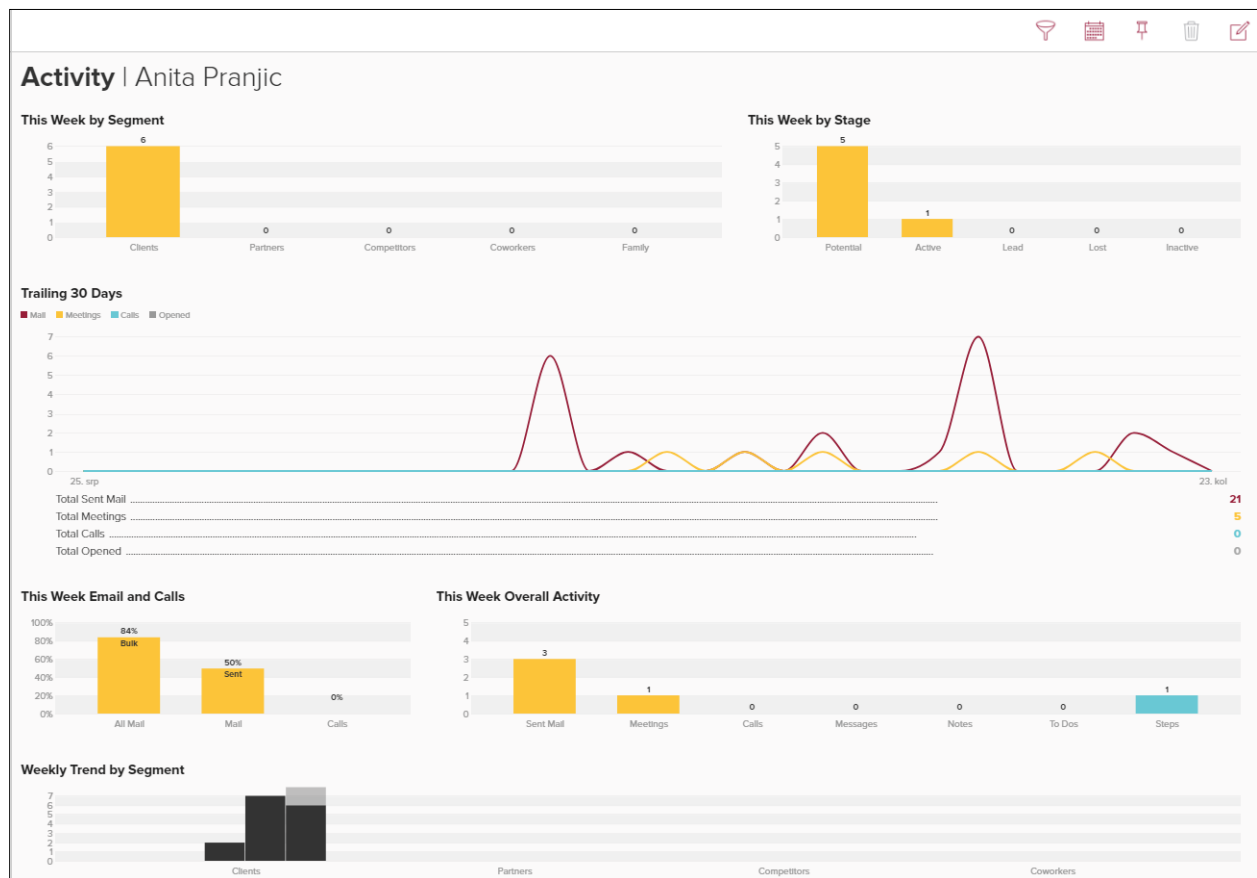 Activity | Anita Pranjic
This Week by Segment
6
6
5
4
3
2
1
0
0
0
0
0
Clients
Partners
Competitors
Coworkers
Family
This Week by Stage
5
5
4
3
2
1
0
1
0
0
0
Potential
Active
Lead
Lost
Inactive
Trailing 30 Days
Mail Meetings Calls Opened
7
6
5
4
3
2
1
0
25. srp 23. kol
Total Sent Mail 21
Total Meetings 5
Total Calls 0
Total Opened 0
This Week Email and Calls
100%
80%
60%
40%
20%
0%
84%
Bulk
50%
Sent
0%
All Mail
Mail
Calls
This Week Overall Activity
5
4
3
2
1
0
3
1
0
0
0
0
1
Sent Mail
Meetings
Calls
Messages
Notes
To Dos
Steps
Weekly Trend by Segment
7
6
5
4
3
2
1
0
Clients
Partners
Competitors
Coworkers